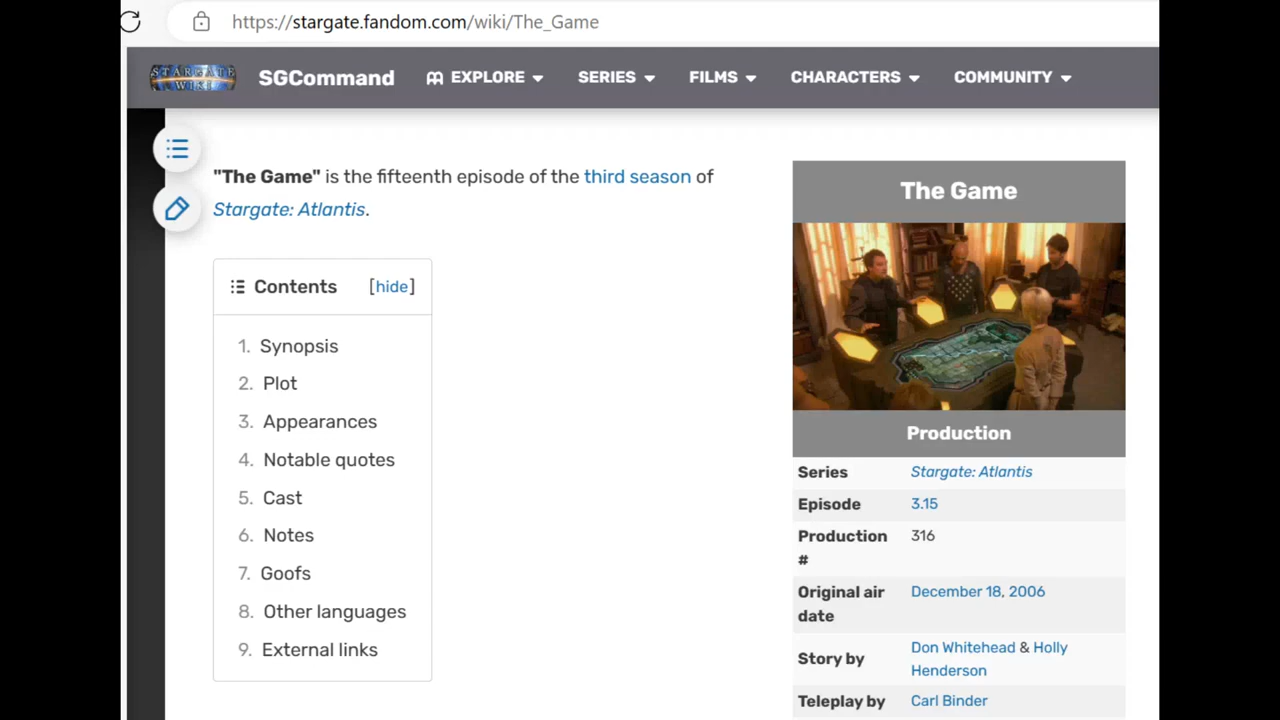 https://stargate.fandom.com/wiki/The_Game
STARGATE
WIKI
SGCommand
EXPLORE
SERIES
FILMS
CHARACTERS
COMMUNITY
"The Game" is the fifteenth episode of the third season of
Stargate: Atlantis.
Contents [hide]
1. Synopsis
2. Plot
3. Appearances
4. Notable quotes
5. Cast
6. Notes
7. Goofs
8. Other languages
9. External links
The Game
Production
Series Stargate: Atlantis
Episode 3.15
Production 316
#
Original air December 18, 2006
date
Story by Don Whitehead & Holly
Henderson
Teleplay by Carl Binder